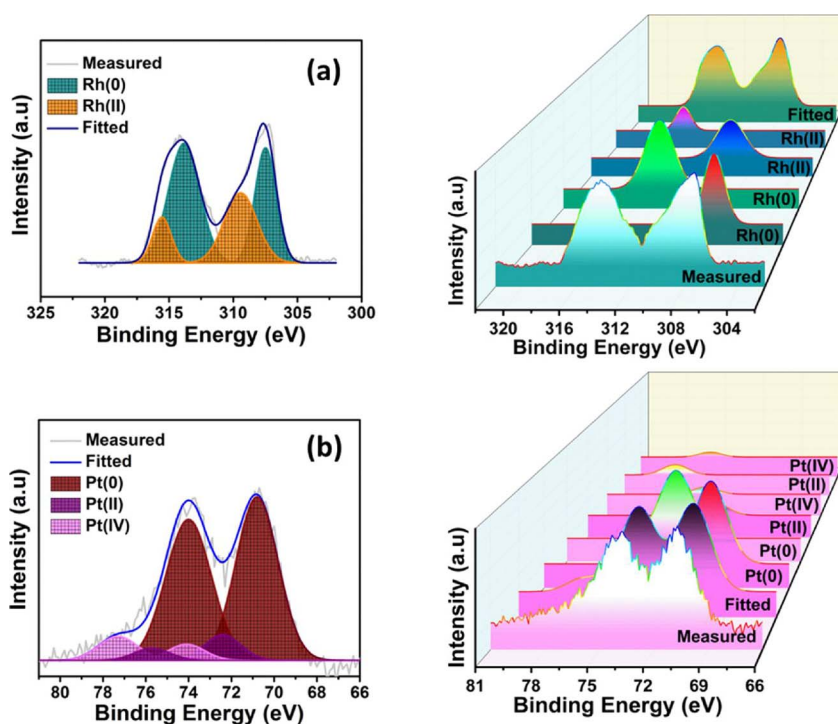 (a)
Measured
Rh(0)
Rh(II)
Fitted
Intensity (a.u)
325 320 315 310 305 300
Binding Energy (eV)
Fitted
Rh(II)
Rh(II)
Rh(0)
Rh(0)
Measured
Intensity (a.u)
320 316 312 308 304
Binding Energy (eV)
(b)
Measured
Fitted
Pt(0)
Pt(II)
Pt(IV)
Intensity (a.u)
80 78 76 74 72 70 68 66
Binding Energy (eV)
Pt(IV)
Pt(II)
Pt(IV)
Pt(II)
Pt(0)
Pt(0)
Fitted
Measured
Intensity (a.u)
81 78 75 72 69 66
Binding Energy (eV)